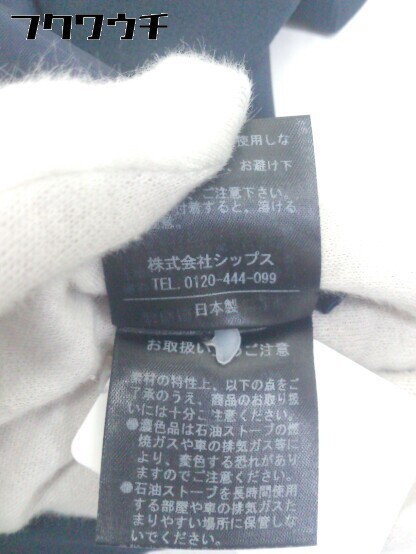 フクワウチ
使用しな
、お避け下
ご注意下さい。
着すると。溶ける
株式会社シップス
TEL. 0120-444-099
日本製
お取扱い上のご注意
素材の特性上、以下の点をご
了承のうえ、商品のお取り扱
いには十分ご注意ください。
●濃色品は石油ストーブの燃
焼ガスや車の排気ガス等に
より、変色する恐れがあり
ますのでご注意ください。
●石油ストーブを長時間使用
する部屋や車の排気ガスた
まりやすい場所に保管しな
いでください。